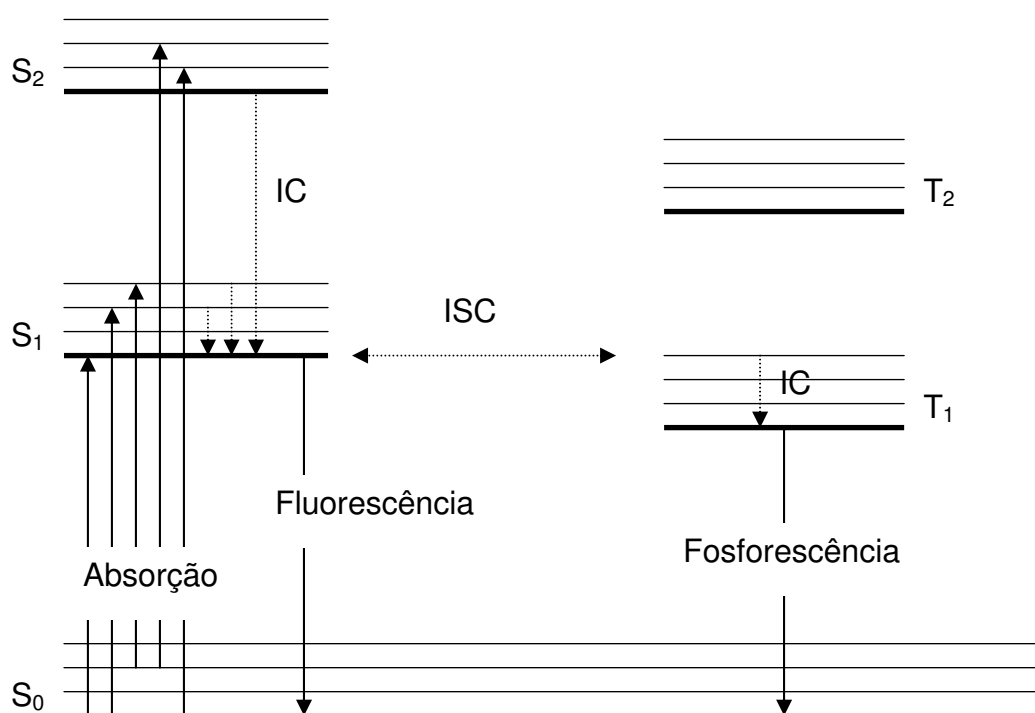 S₂
IC
T₂
ISC
S₁
IC
T₁
Fluorescência
Fosforescência
Absorção
S₀